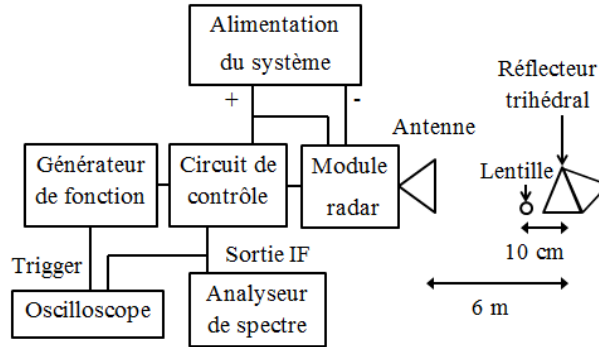 Alimentation
du système
+
-
Réflecteur
trihédral
Antenne
Générateur
de fonction
Circuit de
contrôle
Module
radar
Lentille
Trigger
Sortie IF
10 cm
Oscilloscope
Analyseur
de spectre
6 m